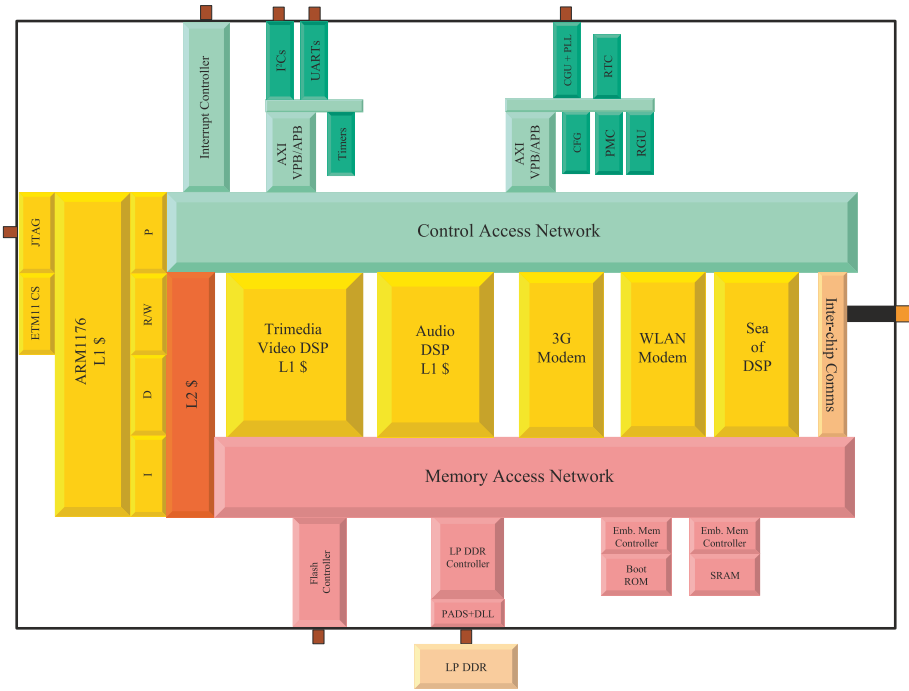 Interrupt Controller
I²Cs
UARTs
AXI
VPB/APB
Timers
CGU + PLL
RTC
AXI
VPB/APB
CFG
PMC
RGU
JTAG
ETM11 CS
ARM1176
L1 $
P
R/W
D
I
L2 $
Control Access Network
Trimedia
Video DSP
L1 $
Audio
DSP
L1 $
3G
Modem
WLAN
Modem
Sea
of
DSP
Inter-chip Comms
Memory Access Network
Flash
Controller
LP DDR
Controller
PADS+DLL
Emb. Mem
Controller
Boot
ROM
Emb. Mem
Controller
SRAM
LP DDR